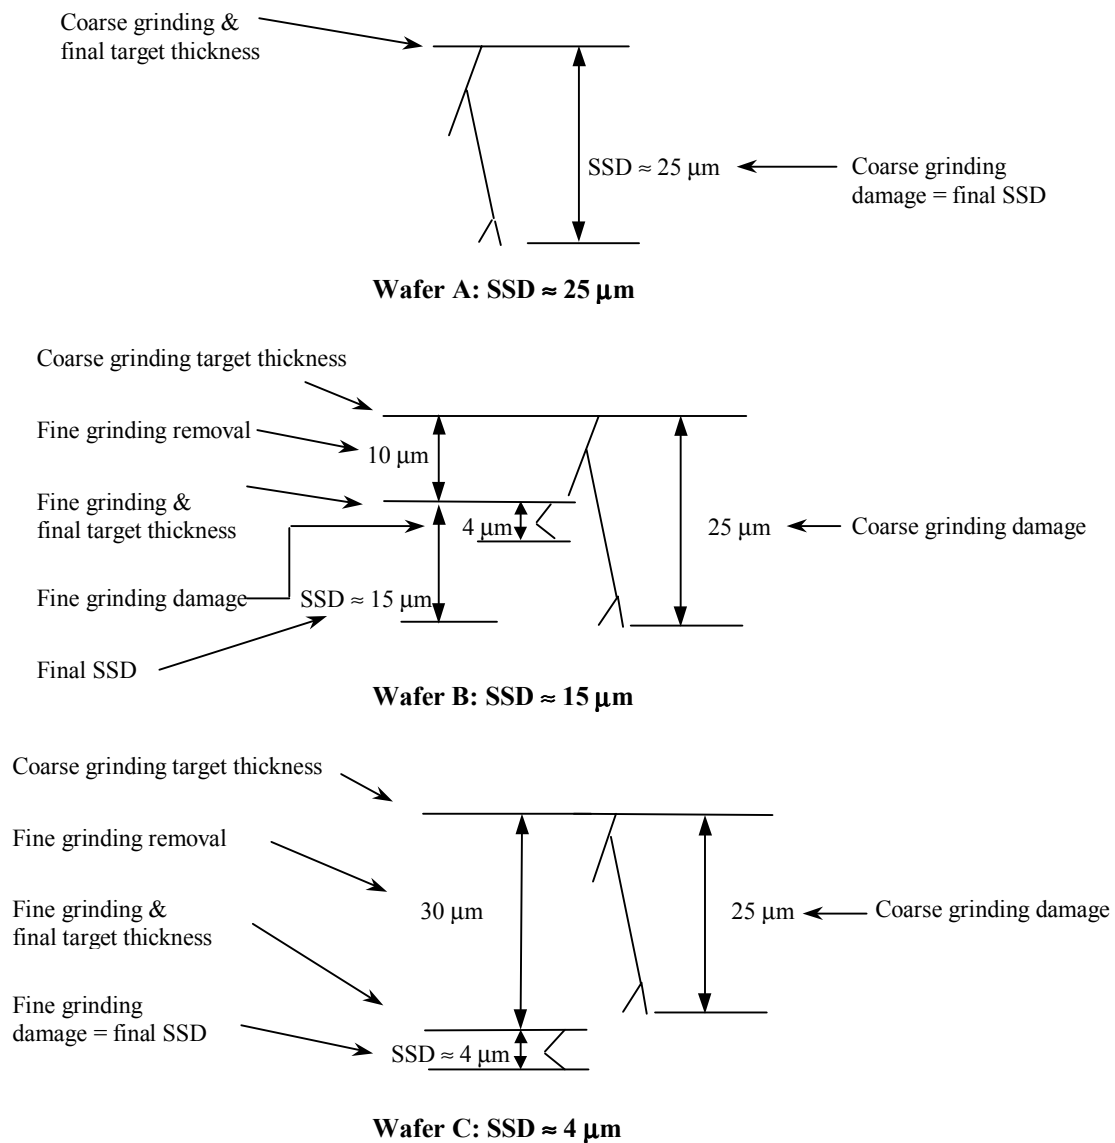 Coarse grinding &
final target thickness
SSD ≈ 25 μm
Coarse grinding
damage = final SSD
Wafer A: SSD ≈ 25 μm
Coarse grinding target thickness
Fine grinding removal
10 μm
Fine grinding &
final target thickness
4 μm
25 μm
Coarse grinding damage
Fine grinding damage
SSD ≈ 15 μm
Final SSD
Wafer B: SSD ≈ 15 μm
Coarse grinding target thickness
Fine grinding removal
30 μm
25 μm
Coarse grinding damage
Fine grinding &
final target thickness
Fine grinding
damage = final SSD
SSD ≈ 4 μm
Wafer C: SSD ≈ 4 μm